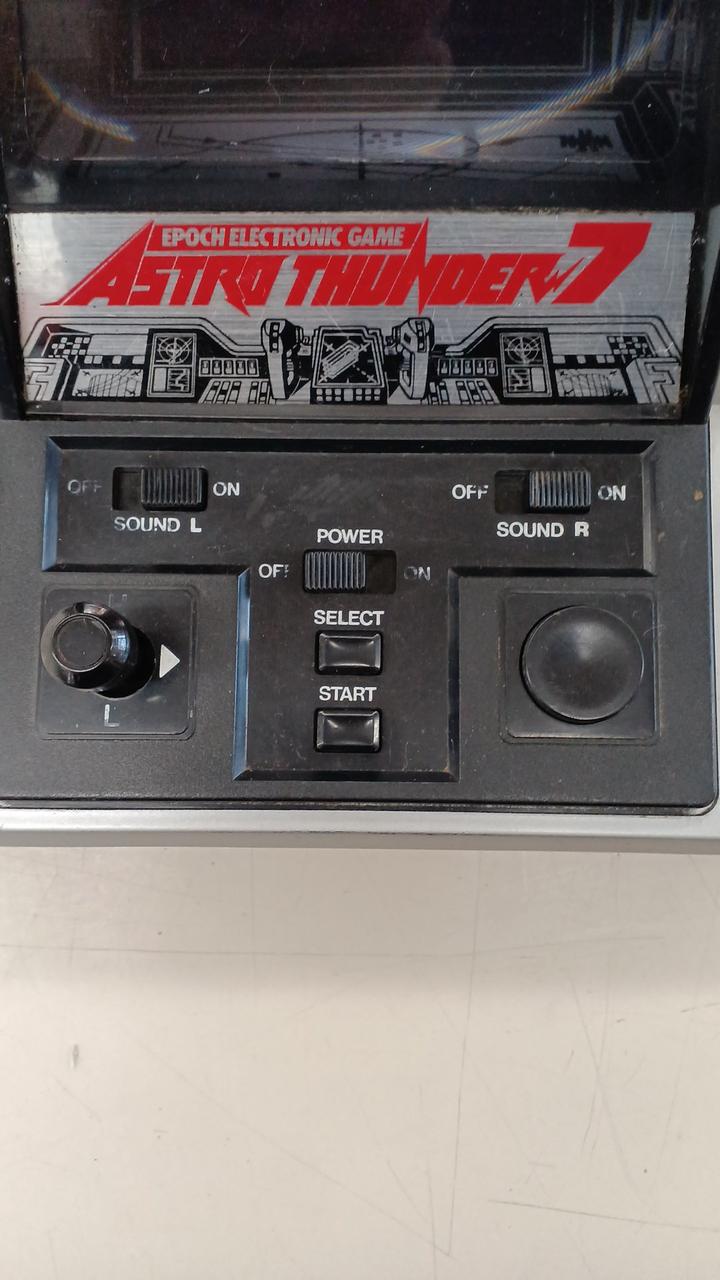 EPOCH ELECTRONIC GAME
ASTRO THUNDER 7
OFF ON
SOUND L
OFF ON
SOUND R
POWER
OFF ON
SELECT
START
L